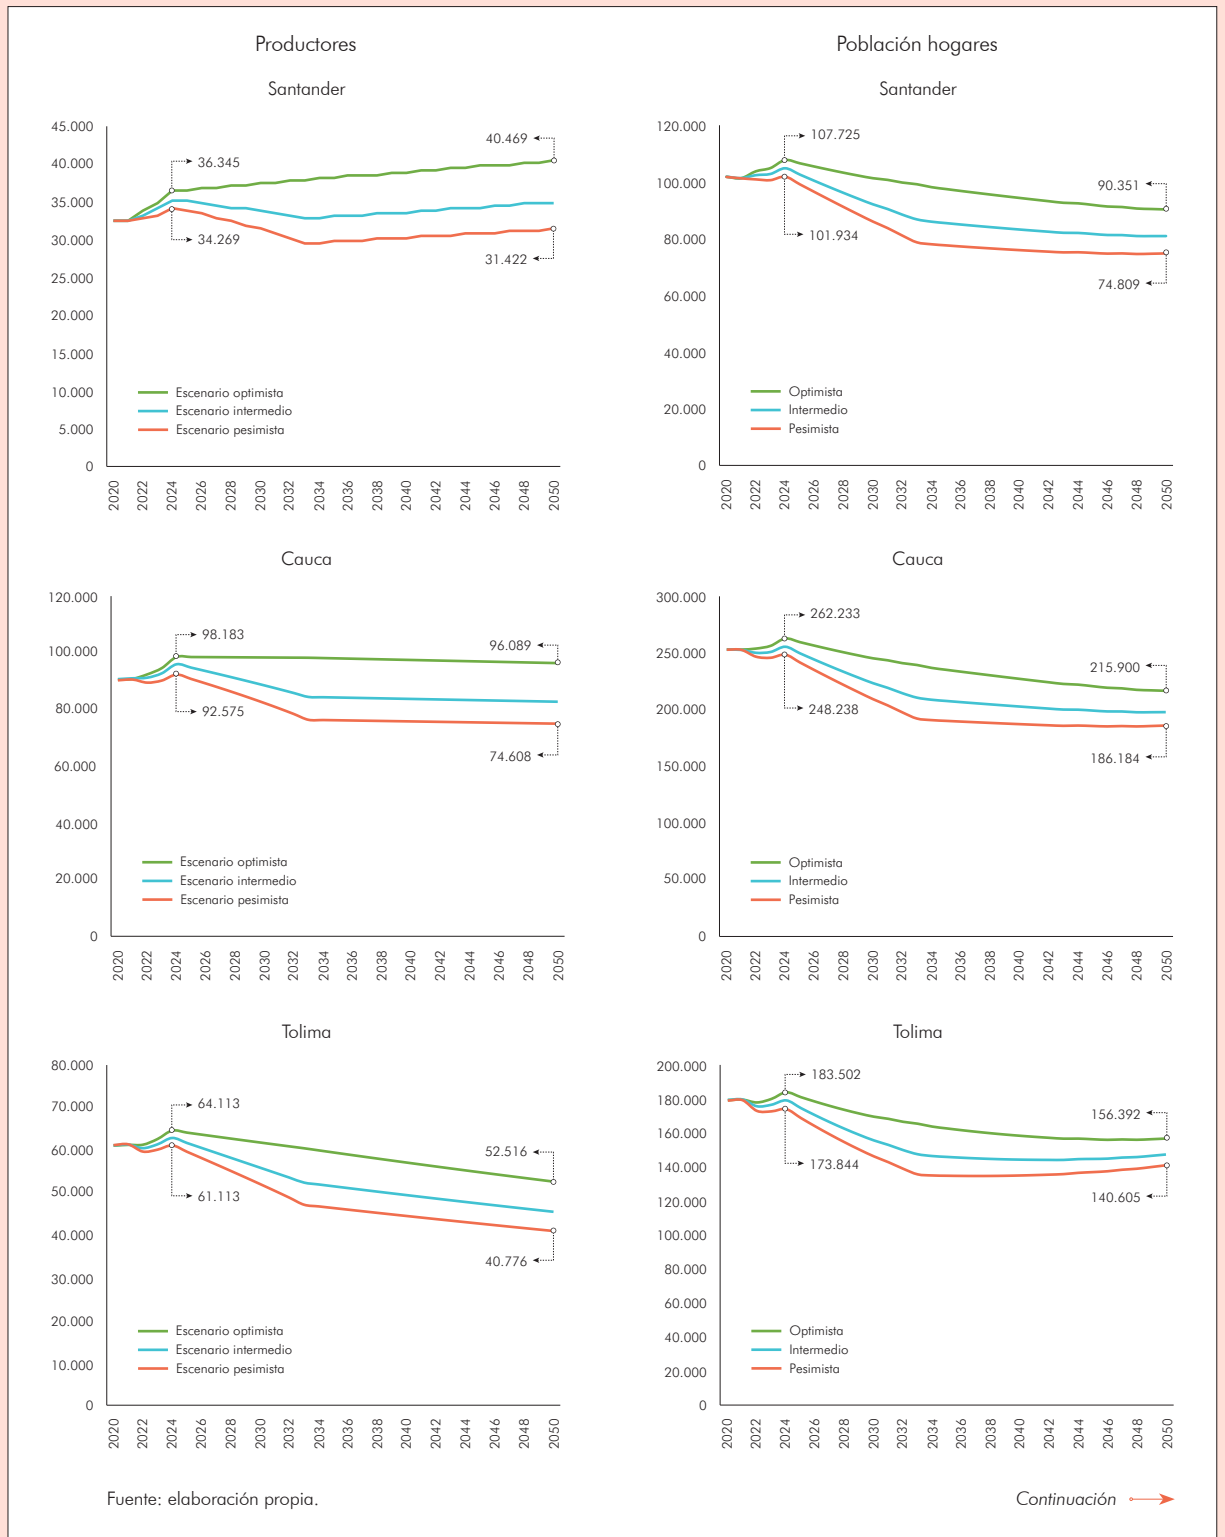 Productores
Santander
45.000
40.000
35.000
30.000
25.000
20.000
15.000
10.000
5.000
0
36.345
34.269
40.469
31.422
Escenario optimista
Escenario intermedio
Escenario pesimista
2020 2022 2024 2026 2028 2030 2032 2034 2036 2038 2040 2042 2044 2046 2048 2050
Población hogares
Santander
120.000
100.000
80.000
60.000
40.000
20.000
0
107.725
101.934
90.351
74.809
Optimista
Intermedio
Pesimista
2020 2022 2024 2026 2028 2030 2032 2034 2036 2038 2040 2042 2044 2046 2048 2050
Cauca
120.000
100.000
80.000
60.000
40.000
20.000
0
98.183
92.575
96.089
74.608
Escenario optimista
Escenario intermedio
Escenario pesimista
2020 2022 2024 2026 2028 2030 2032 2034 2036 2038 2040 2042 2044 2046 2048 2050
Cauca
300.000
250.000
200.000
150.000
100.000
50.000
0
262.233
248.238
215.900
186.184
Optimista
Intermedio
Pesimista
2020 2022 2024 2026 2028 2030 2032 2034 2036 2038 2040 2042 2044 2046 2048 2050
Tolima
80.000
70.000
60.000
50.000
40.000
30.000
20.000
10.000
0
64.113
61.113
52.516
40.776
Escenario optimista
Escenario intermedio
Escenario pesimista
2020 2022 2024 2026 2028 2030 2032 2034 2036 2038 2040 2042 2044 2046 2048 2050
Tolima
200.000
180.000
160.000
140.000
120.000
100.000
80.000
60.000
40.000
20.000
0
183.502
173.844
156.392
140.605
Optimista
Intermedio
Pesimista
2020 2022 2024 2026 2028 2030 2032 2034 2036 2038 2040 2042 2044 2046 2048 2050
Fuente: elaboración propia.
Continuación